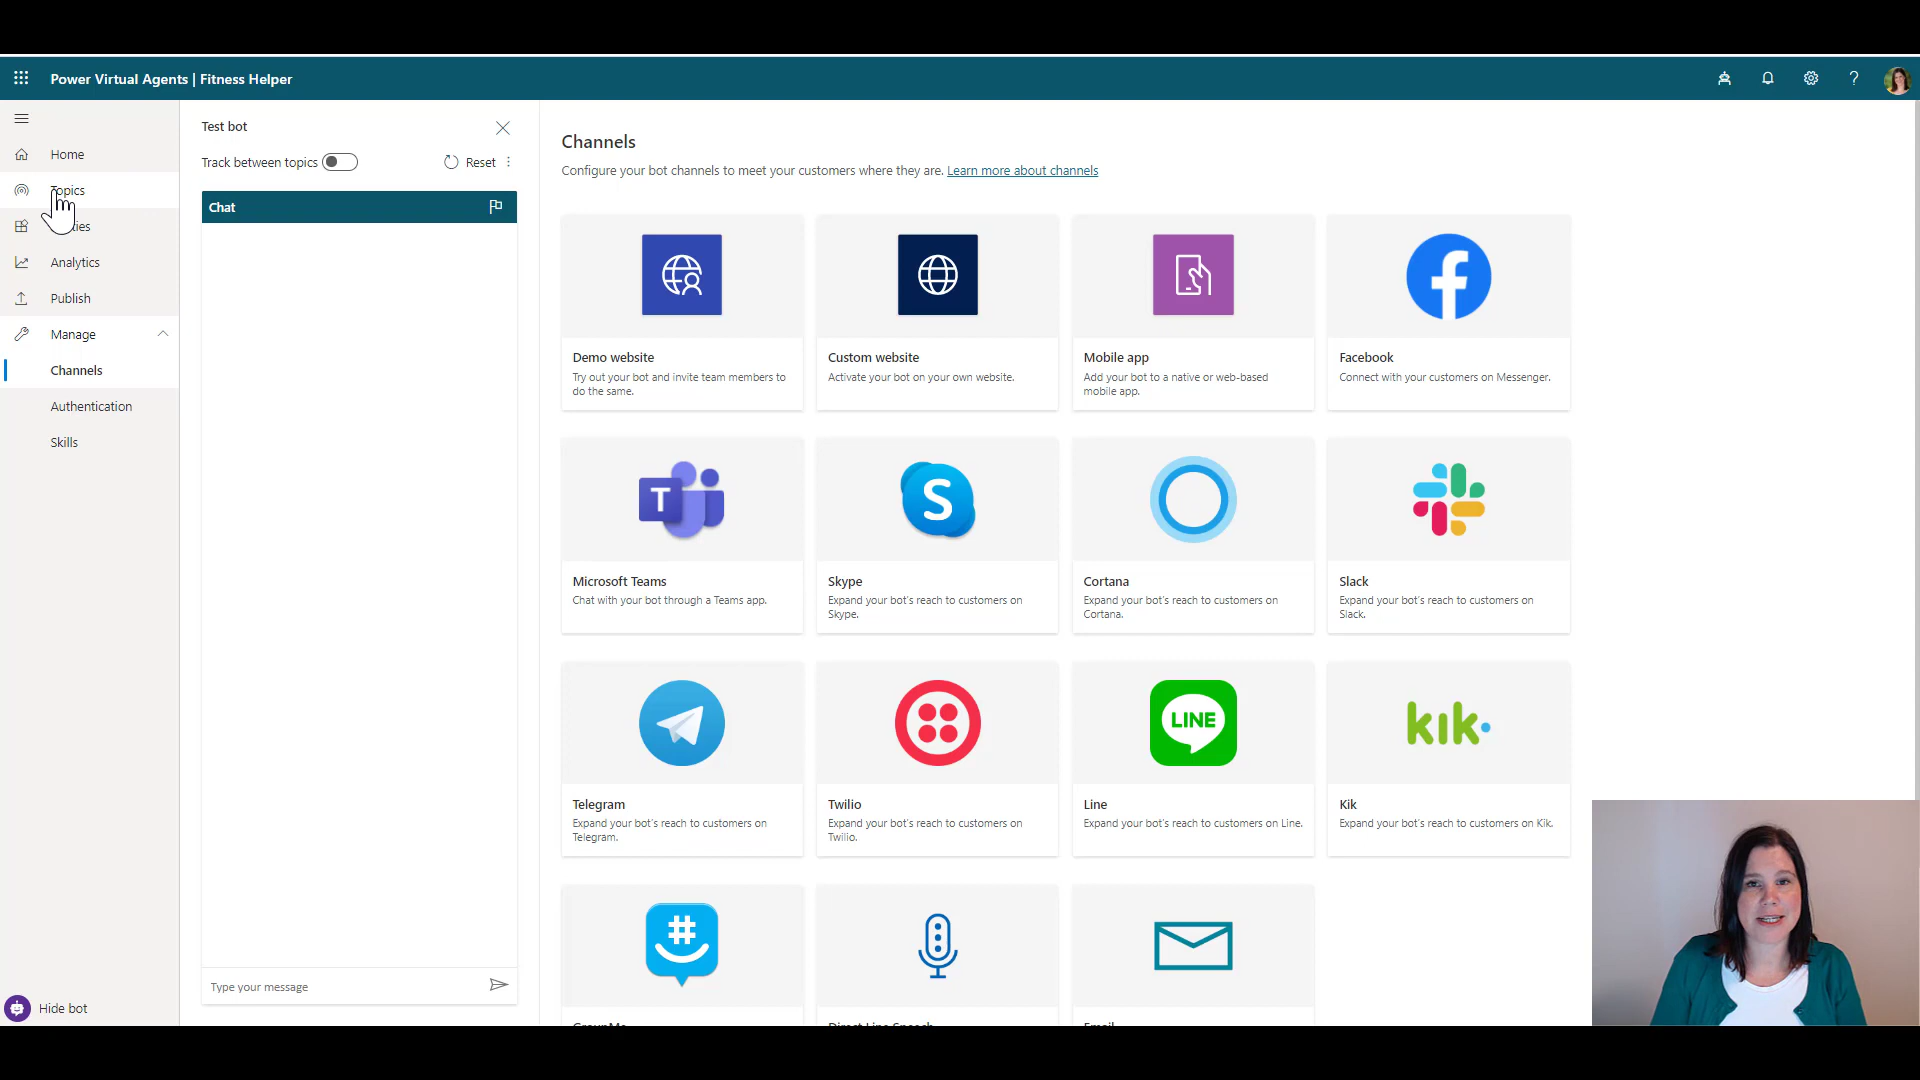 Power Virtual Agents | Fitness Helper
Home
Topics
Analytics
Publish
Manage
Channels
Authentication
Skills
Hide bot
Test bot
Track between topics
Reset
Chat
Type your message
Channels
Configure your bot channels to meet your customers where they are. Learn more about channels
Demo website
Try out your bot and invite team members to
do the same.
Custom website
Activate your bot on your own website.
Mobile app
Add your bot to a native or web-based
mobile app.
Facebook
Connect with your customers on Messenger.
T
Microsoft Teams
Chat with your bot through a Teams app.
S
Skype
Expand your bot's reach to customers on
Skype.
Cortana
Expand your bot's reach to customers on
Cortana.
Slack
Expand your bot's reach to customers on
Slack.
Telegram
Expand your bot's reach to customers on
Telegram.
Twilio
Expand your bot's reach to customers on
Twilio.
LINE
Line
Expand your bot's reach to customers on Line.
kik
Kik
Expand your bot's reach to customers on Kik.
#